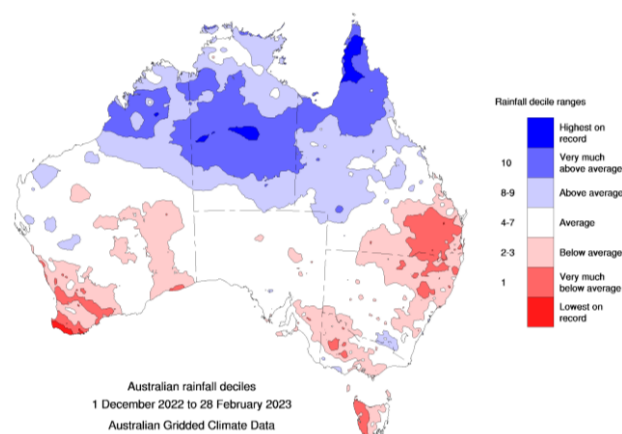 Rainfall decile ranges
Highest on
record
10
Very much
above average
8-9
Above average
4-7
Average
2-3
Below average
1
Very much
below average
Lowest on
record
Australian rainfall deciles
1 December 2022 to 28 February 2023
Australian Gridded Climate Data